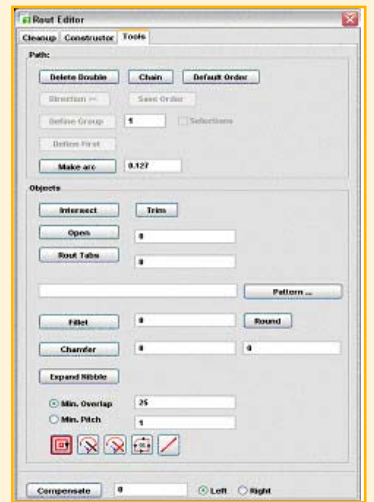 Rout Editor
Cleanup Constructor Tools
Path:
Delete Double Chain Default Order
Direction >< Save Order
Define Group 1 Selections
Define First
Make arc 0.127
Objects
Intersect Trim
Open 0
Rout Tabs 0
Pattern ...
Fillet 0 Round
Chamfer 0 0
Expand Nibble
Min. Overlap 25
Min. Pitch 1
Compensate 0 Left Right